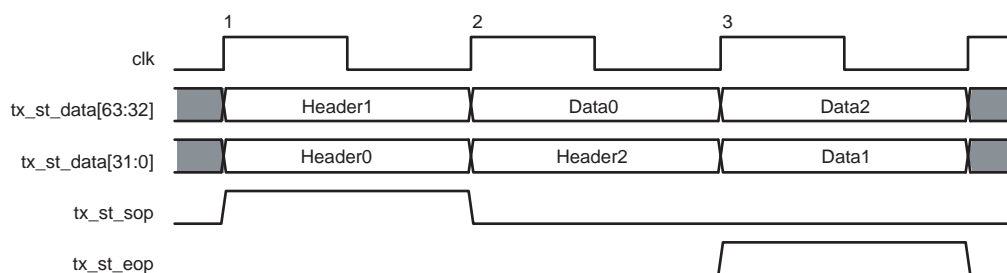 1 2 3
clk
tx_st_data[63:32] Header1 Data0 Data2
tx_st_data[31:0] Header0 Header2 Data1
tx_st_sop
tx_st_eop